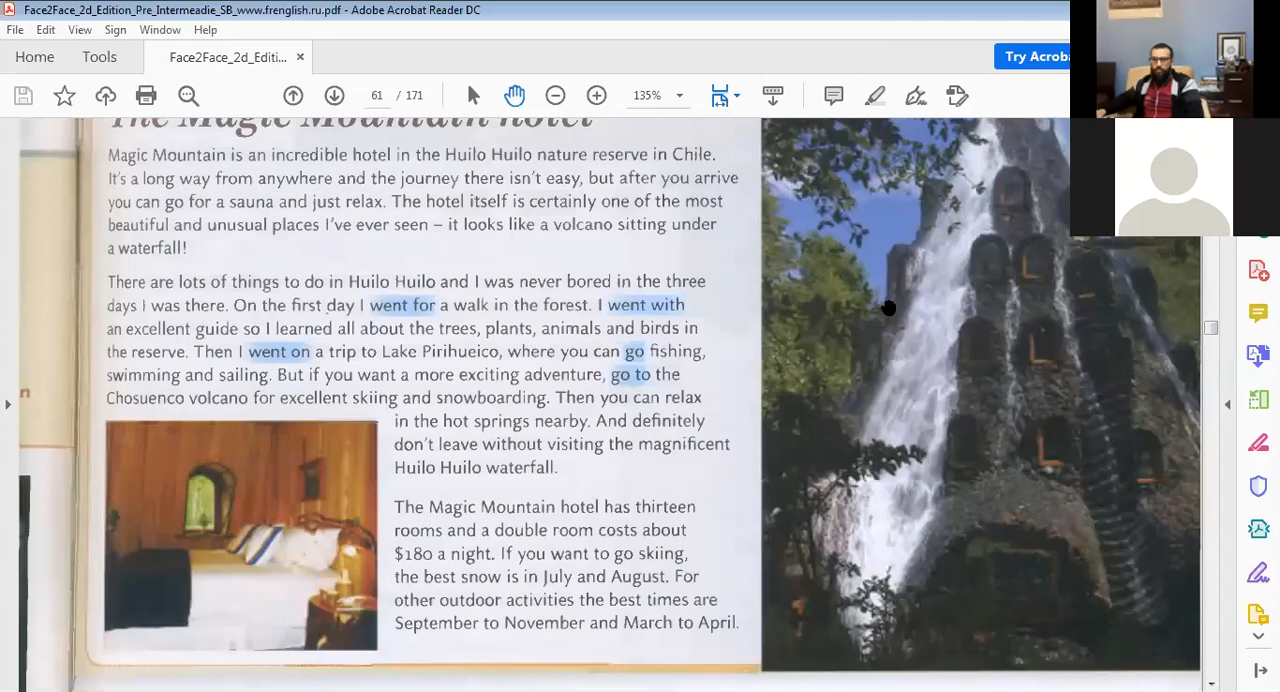 Face2Face_2d_Edition_Pre_Intermeadie_SB_www.frenglish.ru.pdf - Adobe Acrobat Reader DC
File Edit View Sign Window Help
Home Tools Face2Face_2d_Editi... × Try Acroba
61 / 171 135%
The Magic Mountain hotel
Magic Mountain is an incredible hotel in the Huilo Huilo nature reserve in Chile.
It's a long way from anywhere and the journey there isn't easy, but after you arrive
you can go for a sauna and just relax. The hotel itself is certainly one of the most
beautiful and unusual places I've ever seen – it looks like a volcano sitting under
a waterfall!
There are lots of things to do in Huilo Huilo and I was never bored in the three
days I was there. On the first day I went for a walk in the forest. I went with
an excellent guide so I learned all about the trees, plants, animals and birds in
the reserve. Then I went on a trip to Lake Pirihueico, where you can go fishing,
swimming and sailing. But if you want a more exciting adventure, go to the
Chosuenco volcano for excellent skiing and snowboarding. Then you can relax
in the hot springs nearby. And definitely
don't leave without visiting the magnificent
Huilo Huilo waterfall.
The Magic Mountain hotel has thirteen
rooms and a double room costs about
$180 a night. If you want to go skiing,
the best snow is in July and August. For
other outdoor activities the best times are
September to November and March to April.